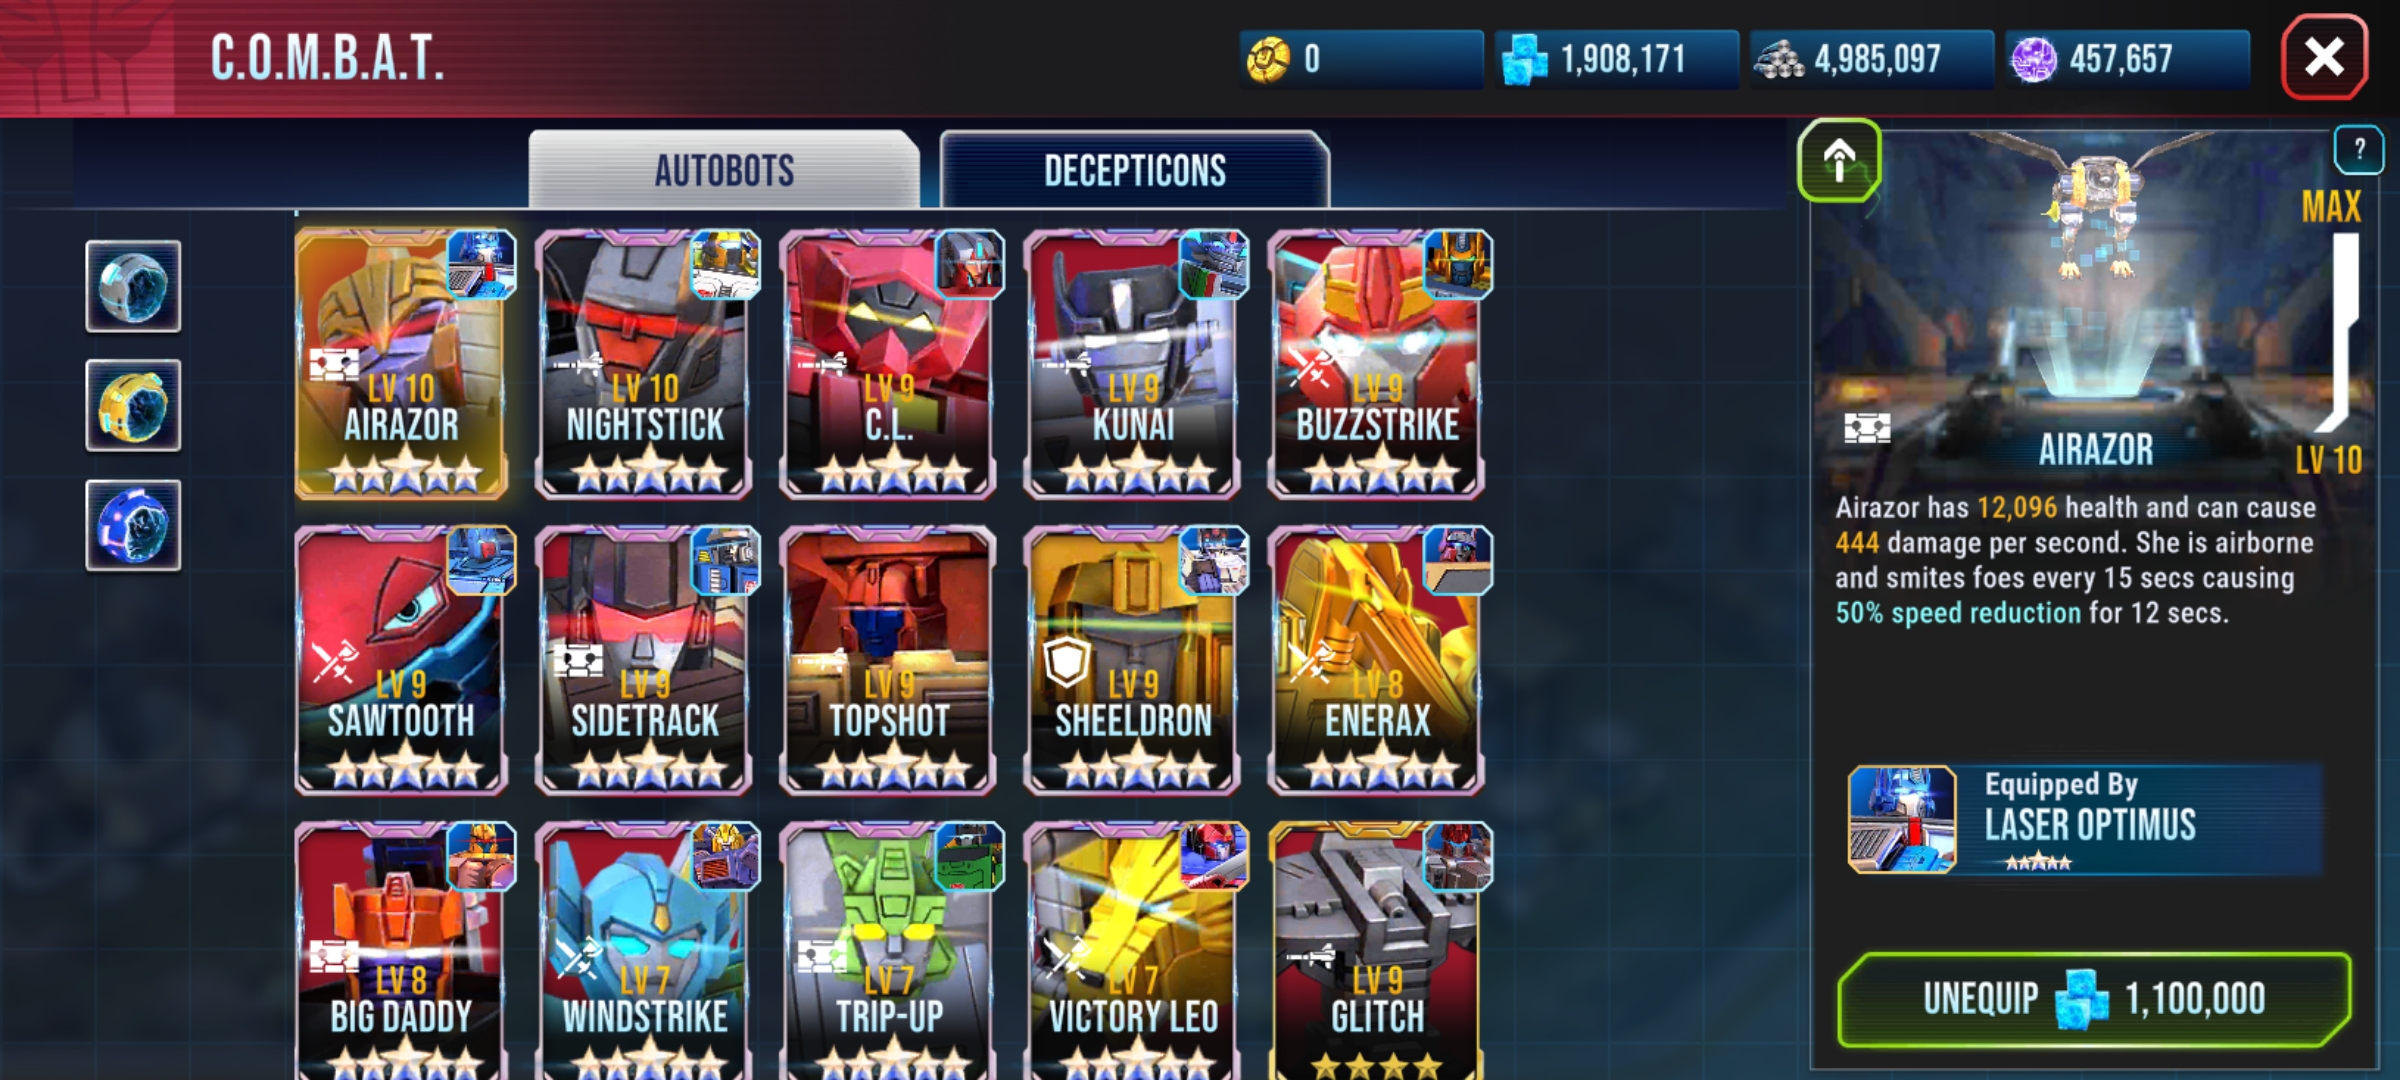 C.O.M.B.A.T.
0
1,908,171
4,985,097
457,657
AUTOBOTS
DECEPTICONS
?
LV 10
AIRAZOR
LV 10
NIGHTSTICK
LV 9
C.L.
LV 9
KUNAI
LV 9
BUZZSTRIKE
LV 9
SAWTOOTH
LV 9
SIDETRACK
LV 9
TOPSHOT
LV 9
SHEELDRON
LV 8
ENERAX
LV 8
BIG DADDY
LV 7
WINDSTRIKE
LV 7
TRIP-UP
LV 7
VICTORY LEO
LV 9
GLITCH
MAX
AIRAZOR
LV 10
Airazor has 12,096 health and can cause
444 damage per second. She is airborne
and smites foes every 15 secs causing
50% speed reduction for 12 secs.
Equipped By
LASER OPTIMUS
UNEQUIP 1,100,000